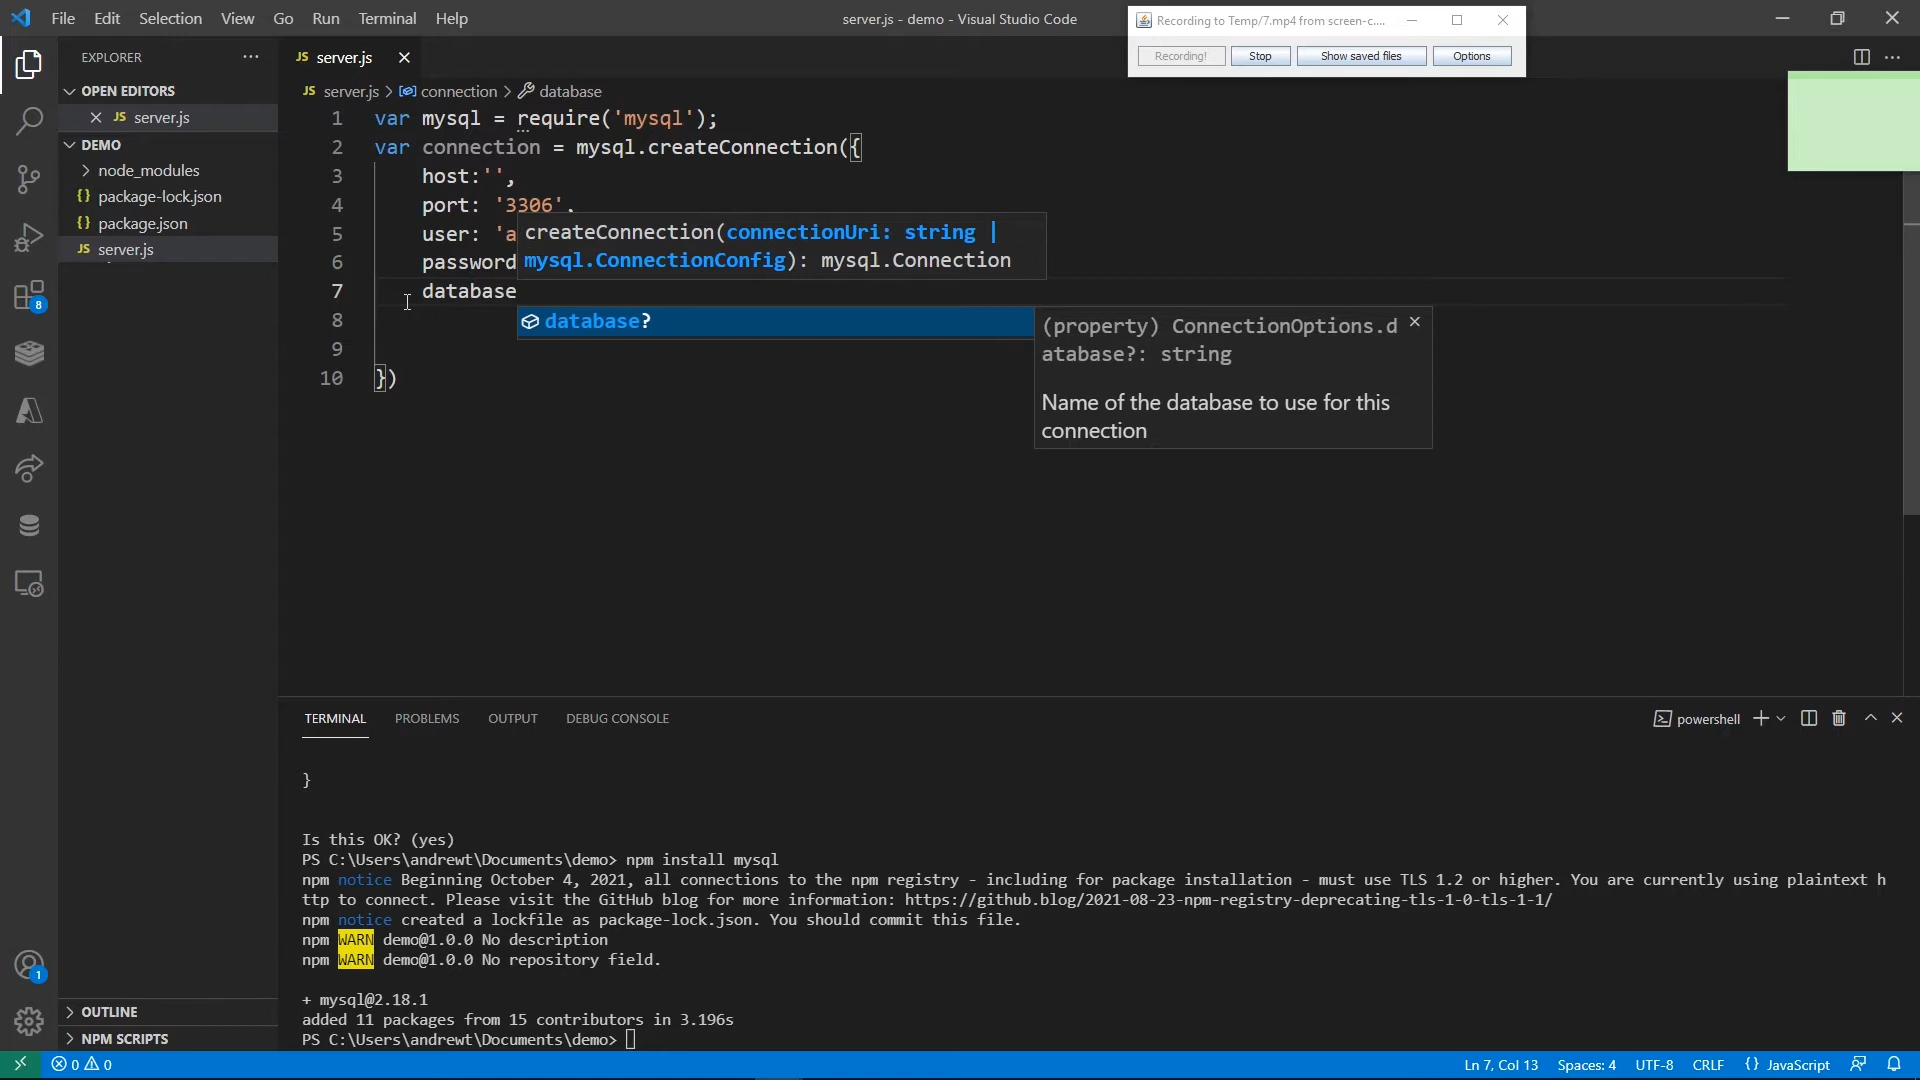 File Edit Selection View Go Run Terminal Help
server.js - demo - Visual Studio Code
Recording to Temp/7.mp4 from screen-c...
Recording! Stop Show saved files Options
EXPLORER
JS server.js
OPEN EDITORS
JS server.js > connection > database
JS server.js
DEMO
node_modules
package-lock.json
package.json
JS server.js
1 var mysql = require('mysql');
2 var connection = mysql.createConnection({
3 host:'',
4 port: '3306',
5 user: 'a
6 password
7 database
8
9
10 })
createConnection(connectionUri: string |
mysql.ConnectionConfig): mysql.Connection
database?
(property) ConnectionOptions.d
atabase?: string
Name of the database to use for this
connection
8
TERMINAL PROBLEMS OUTPUT DEBUG CONSOLE
powershell
}
Is this OK? (yes)
PS C:\Users\andrewt\Documents\demo> npm install mysql
npm notice Beginning October 4, 2021, all connections to the npm registry - including for package installation - must use TLS 1.2 or higher. You are currently using plaintext h
ttp to connect. Please visit the GitHub blog for more information: https://github.blog/2021-08-23-npm-registry-deprecating-tls-1-0-tls-1-1/
npm notice created a lockfile as package-lock.json. You should commit this file.
npm WARN demo@1.0.0 No description
npm WARN demo@1.0.0 No repository field.
+ mysql@2.18.1
added 11 packages from 15 contributors in 3.196s
PS C:\Users\andrewt\Documents\demo>
1
OUTLINE
NPM SCRIPTS
0 0
Ln 7, Col 13 Spaces: 4 UTF-8 CRLF {} JavaScript